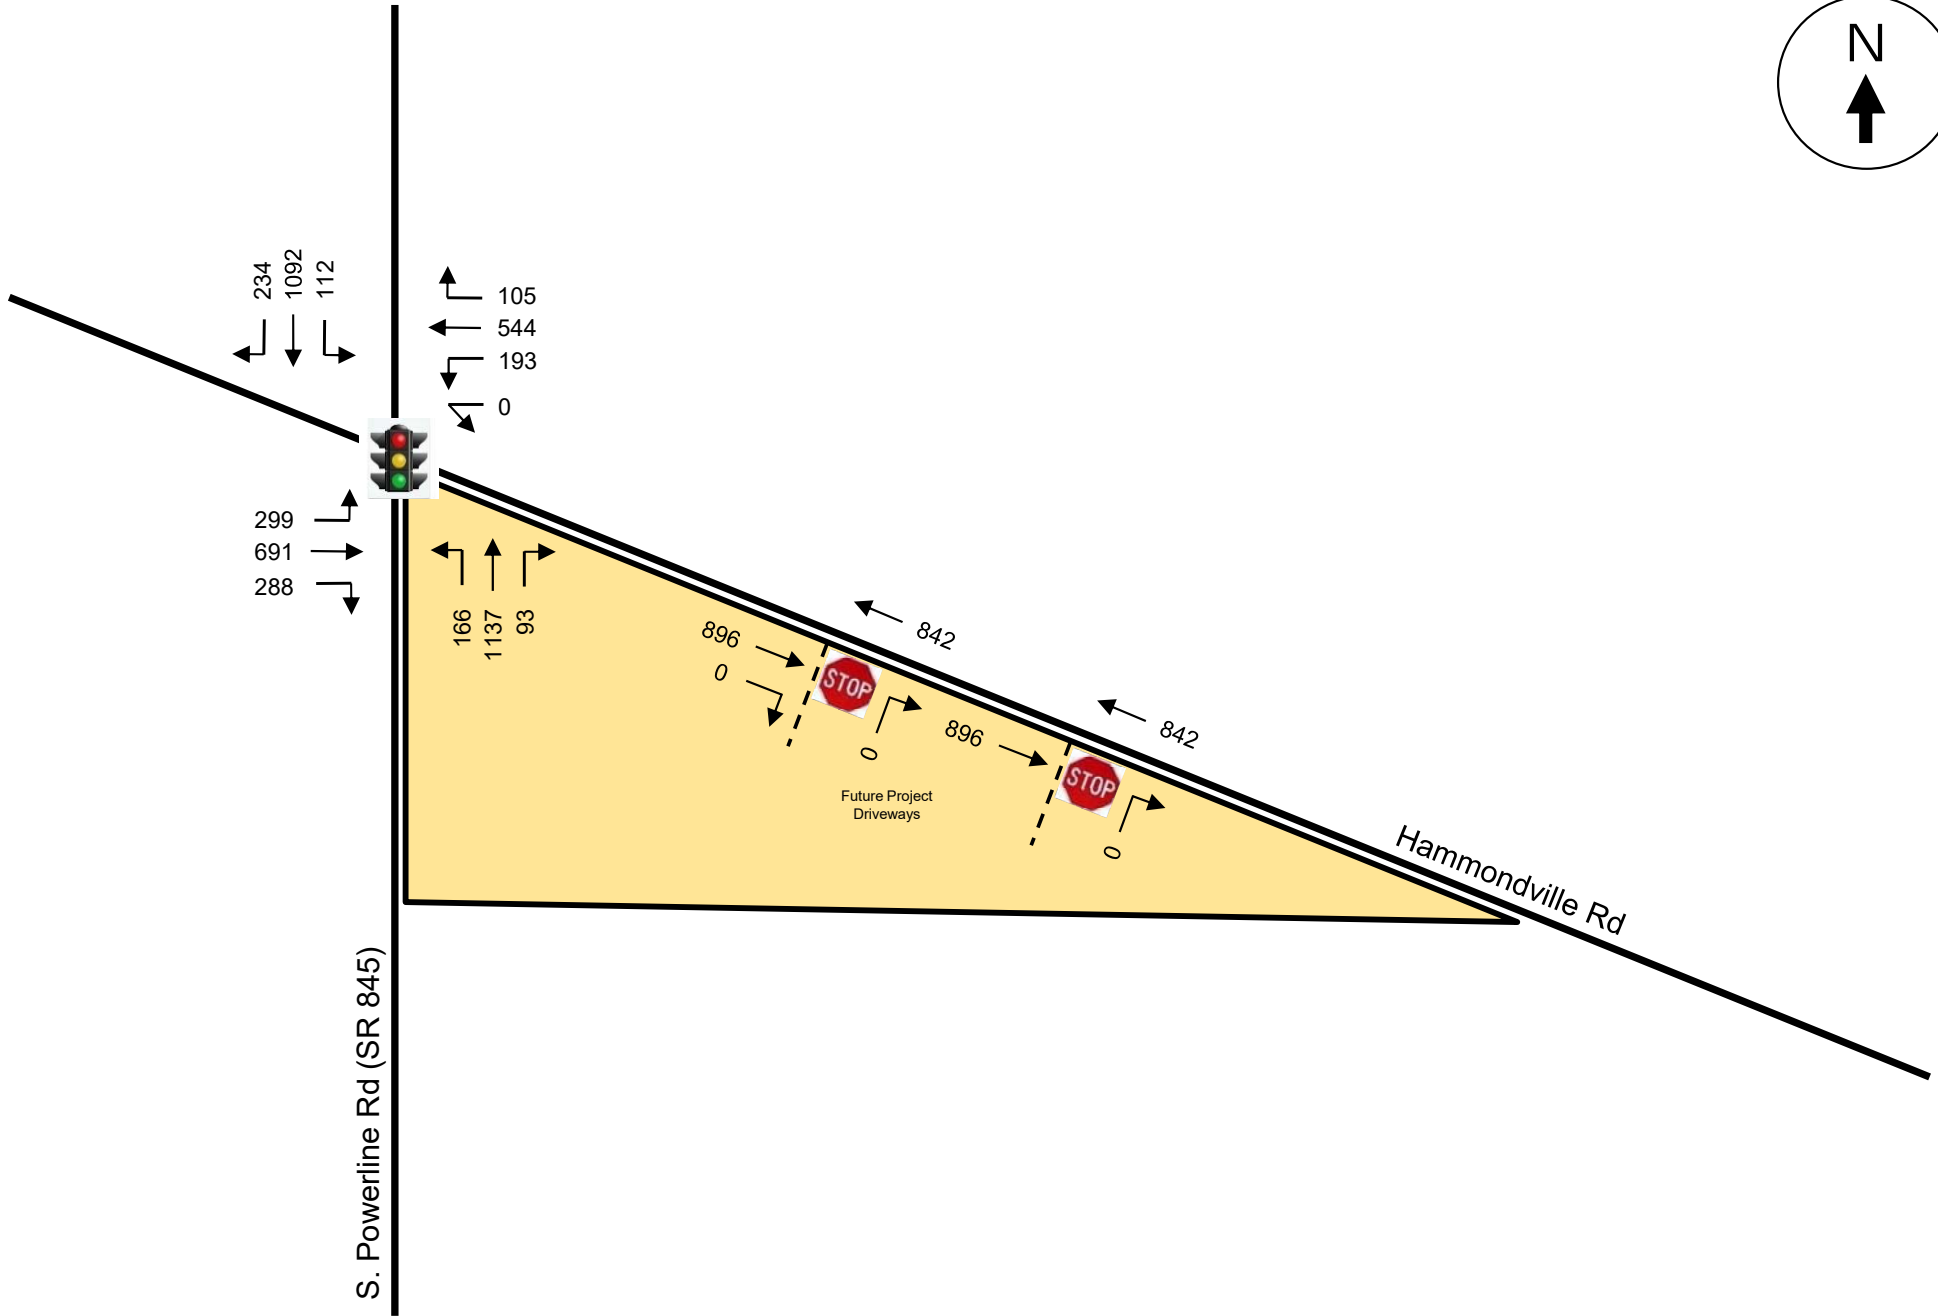 N
234
1092
112
105
544
193
0
299
691
288
166
1137
93
896
0
842
STOP
0
896
842
STOP
0
Future Project
Driveways
Hammondville Rd
S. Powerline Rd (SR 845)